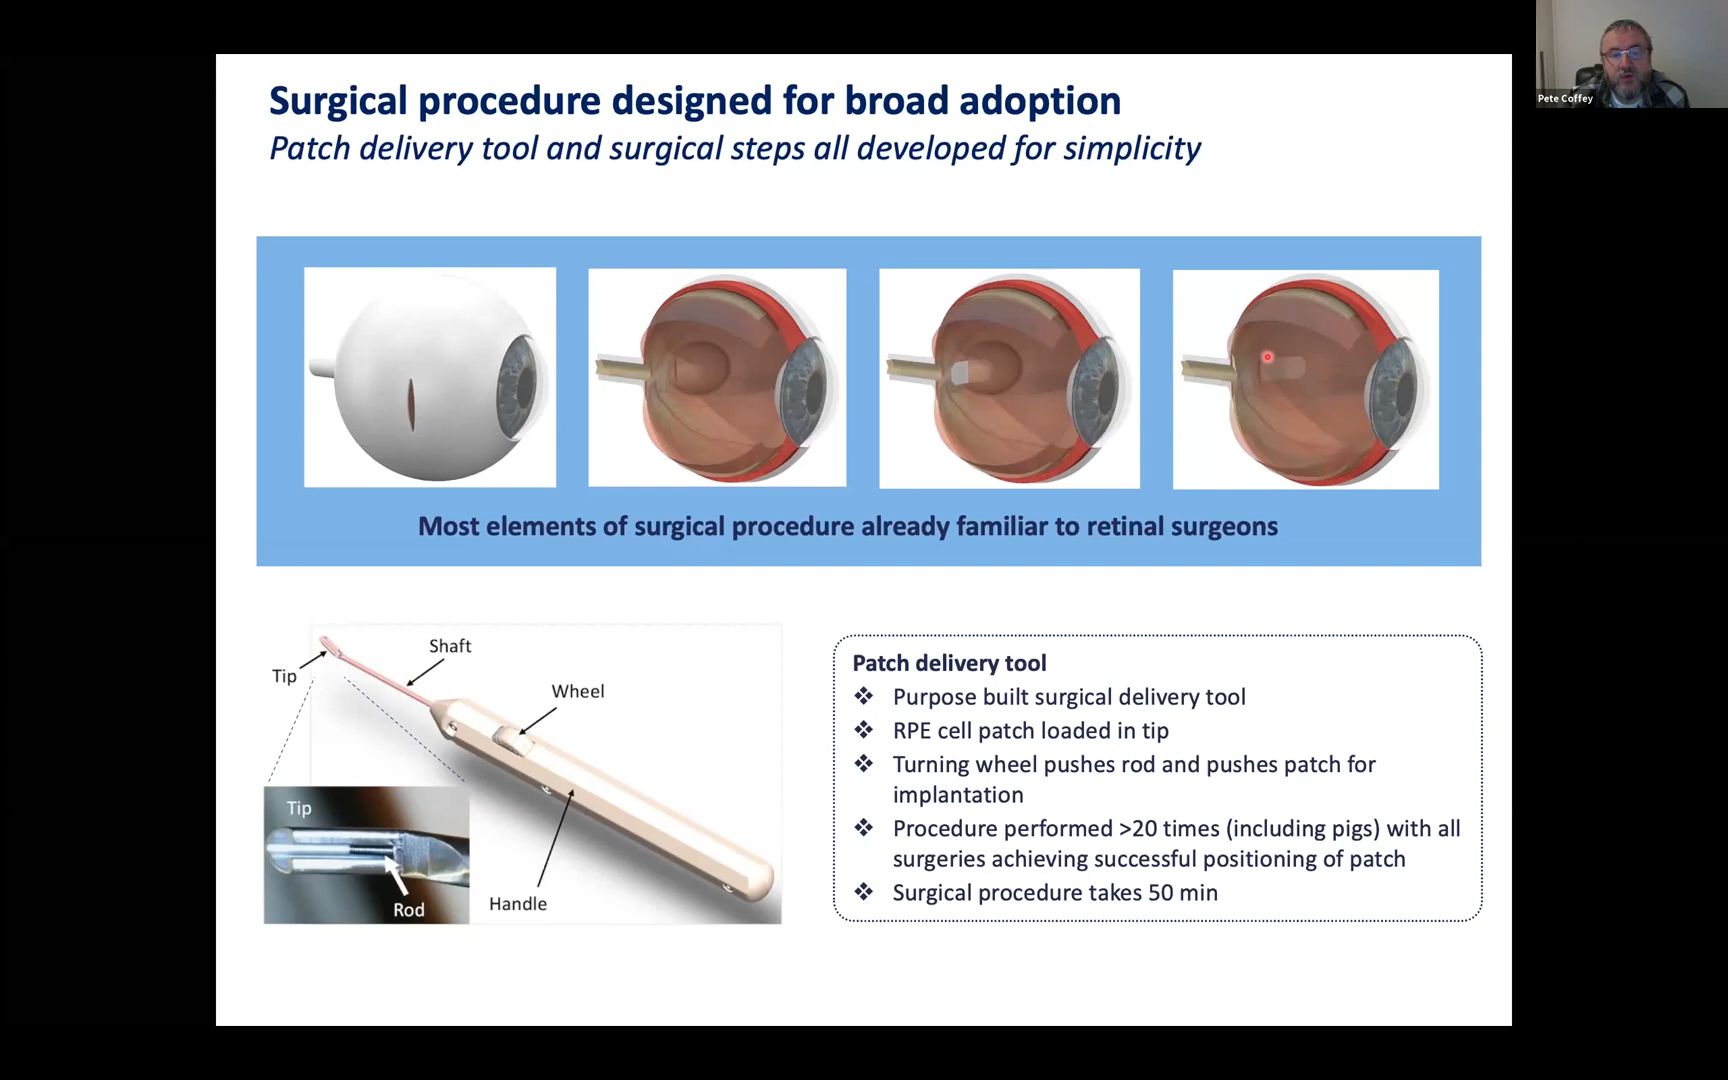 Pete Coffey
Surgical procedure designed for broad adoption
Patch delivery tool and surgical steps all developed for simplicity
Most elements of surgical procedure already familiar to retinal surgeons
Tip
Shaft
Wheel
Handle
Tip
Rod
Patch delivery tool
❖ Purpose built surgical delivery tool
❖ RPE cell patch loaded in tip
❖ Turning wheel pushes rod and pushes patch for
implantation
❖ Procedure performed >20 times (including pigs) with all
surgeries achieving successful positioning of patch
❖ Surgical procedure takes 50 min